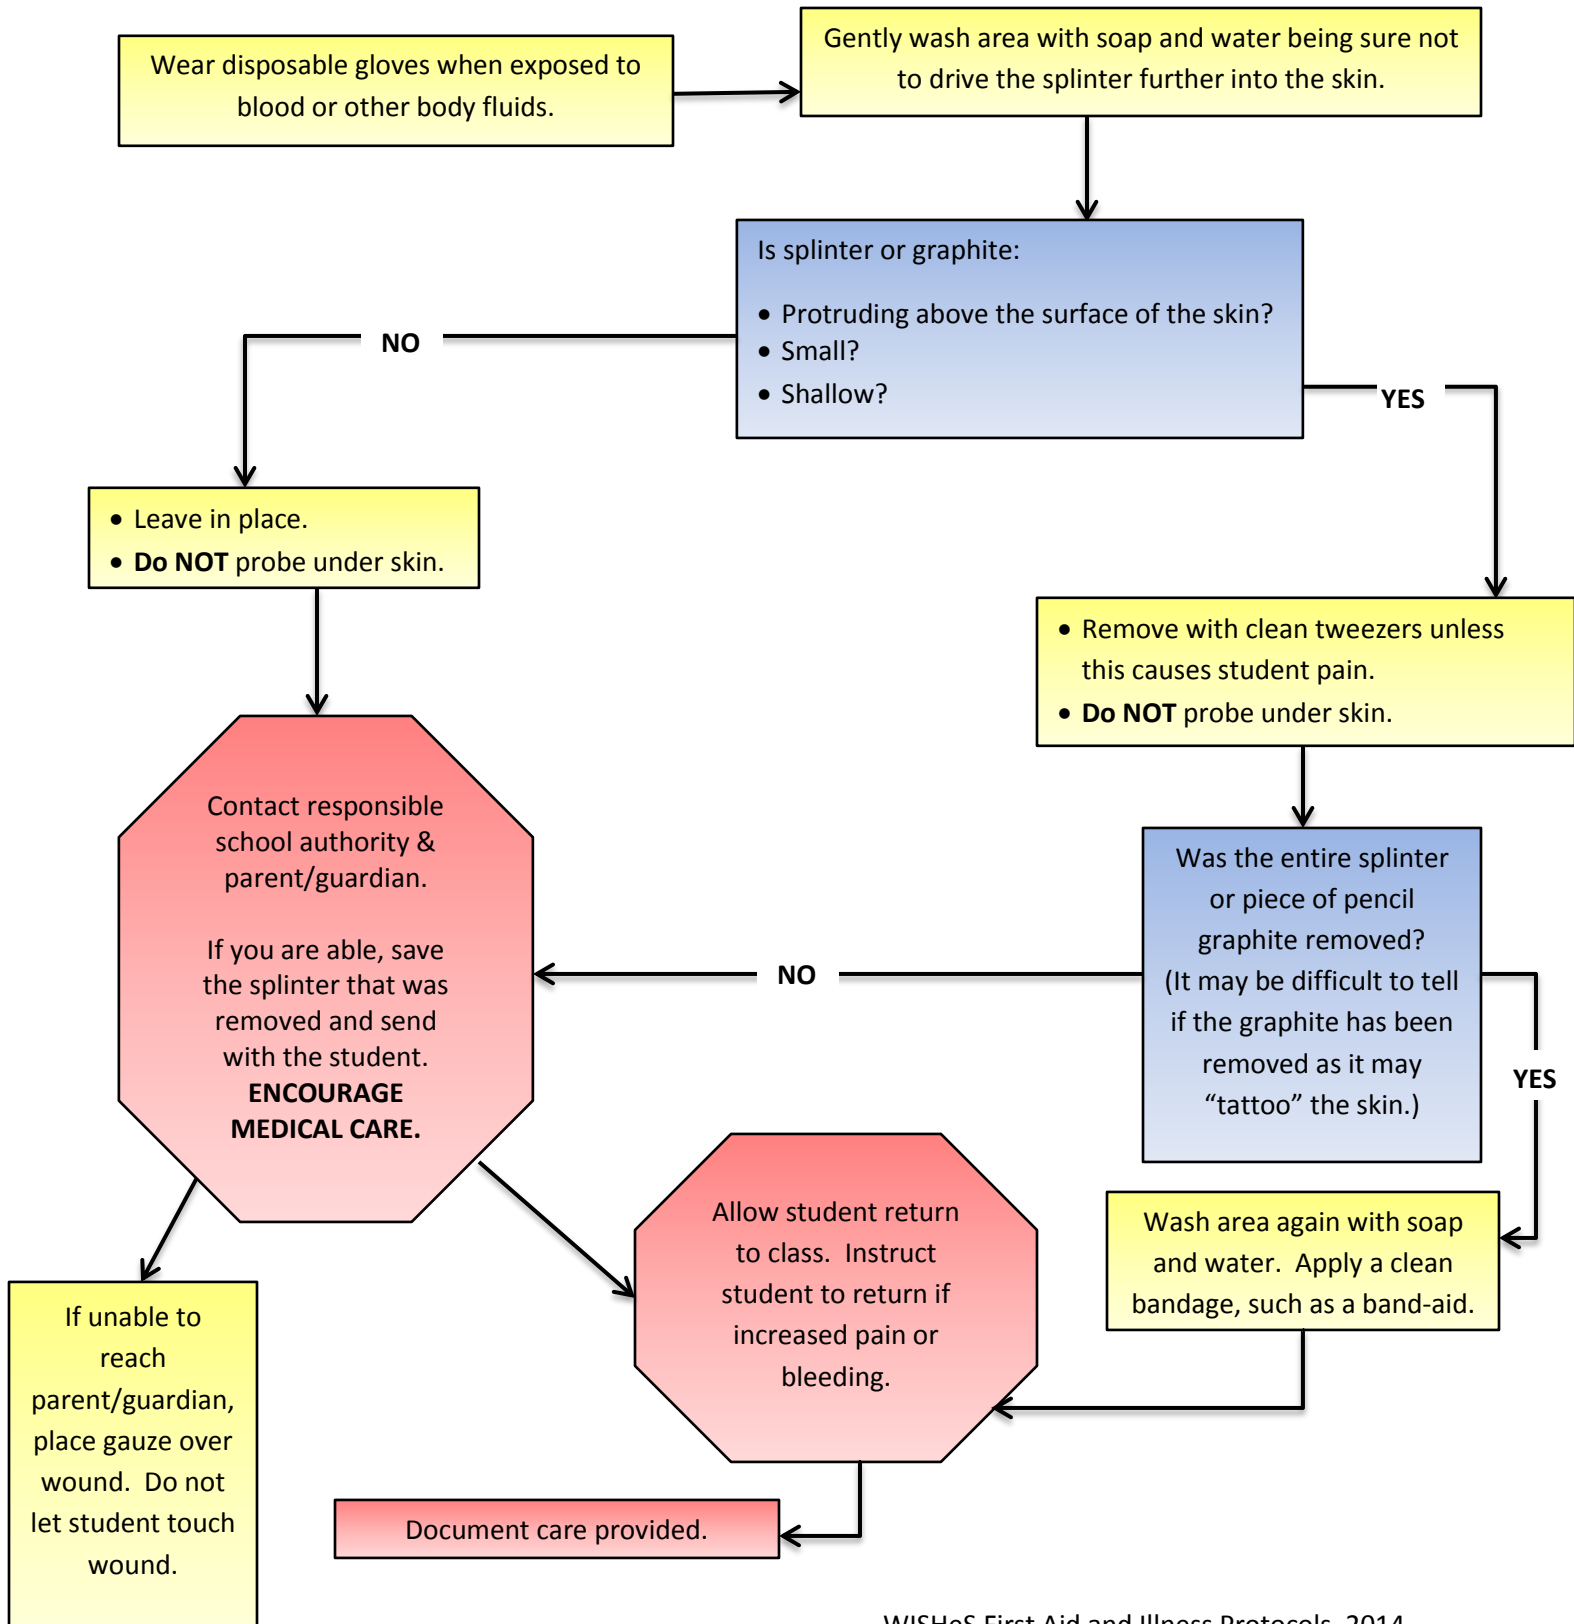 Wear disposable gloves when exposed to
blood or other body fluids.
Gently wash area with soap and water being sure not
to drive the splinter further into the skin.
Is splinter or graphite:
• Protruding above the surface of the skin?
• Small?
• Shallow?
NO
YES
• Leave in place.
• Do NOT probe under skin.
• Remove with clean tweezers unless
this causes student pain.
• Do NOT probe under skin.
Contact responsible
school authority &
parent/guardian.
If you are able, save
the splinter that was
removed and send
with the student.
ENCOURAGE
MEDICAL CARE.
Was the entire splinter
or piece of pencil
graphite removed?
(It may be difficult to tell
if the graphite has been
removed as it may
“tattoo” the skin.)
NO
YES
Wash area again with soap
and water.  Apply a clean
bandage, such as a band-aid.
Allow student return
to class.  Instruct
student to return if
increased pain or
bleeding.
If unable to
reach
parent/guardian,
place gauze over
wound.  Do not
let student touch
wound.
Document care provided.
WISHeS First Aid and Illness Protocols, 2014